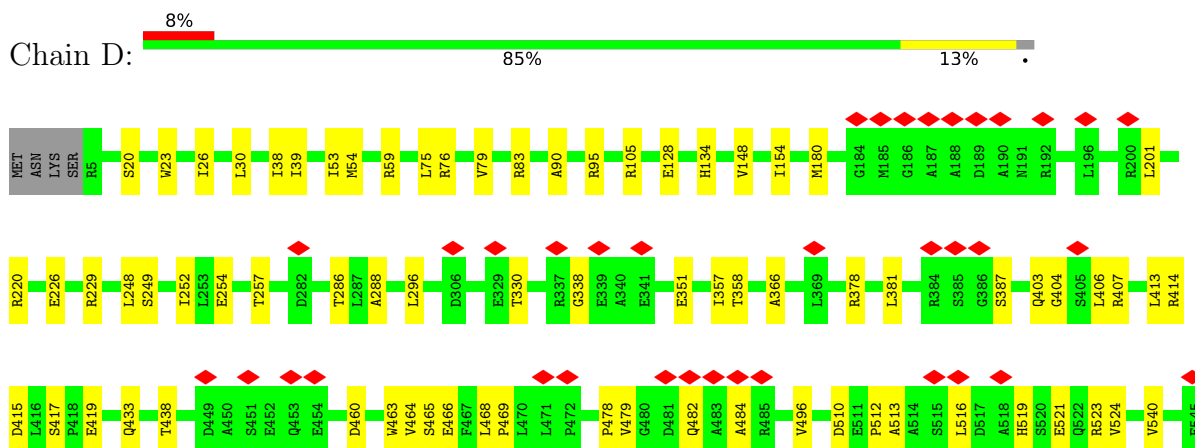 8%
Chain D:
85% 13% •
MET ASN LYS SER R5 S20 W23 I26 L30 I38 I39 I53 M54 R59 L75 R76 V79 R83 A90 R95 R105 E128 H134 V148 I154 M180 G184 M185 G186 A187 A188 D189 A190 N191 R192 L196 R200 L201
R220 E226 R229 L248 S249 I252 L253 E254 T257 D282 T286 L287 A288 L296 D306 E329 T330 R337 G338 E339 A340 E341 E351 T357 T358 A366 L369 R378 L381 R384 S385 G386 S387 Q403 G404 S405 L406 R407 L413 R414
D415 L416 S417 P418 E419 Q433 T438 D449 A450 S451 E452 Q453 E454 D460 W463 V464 S465 E466 F467 L468 P469 L470 L471 P472 P478 V479 G480 D481 Q482 A483 A484 R485 V496 D510 E511 P512 A513 A514 S515 L516 D517 A518 H519 S520 E521 Q522 R523 V524 V540